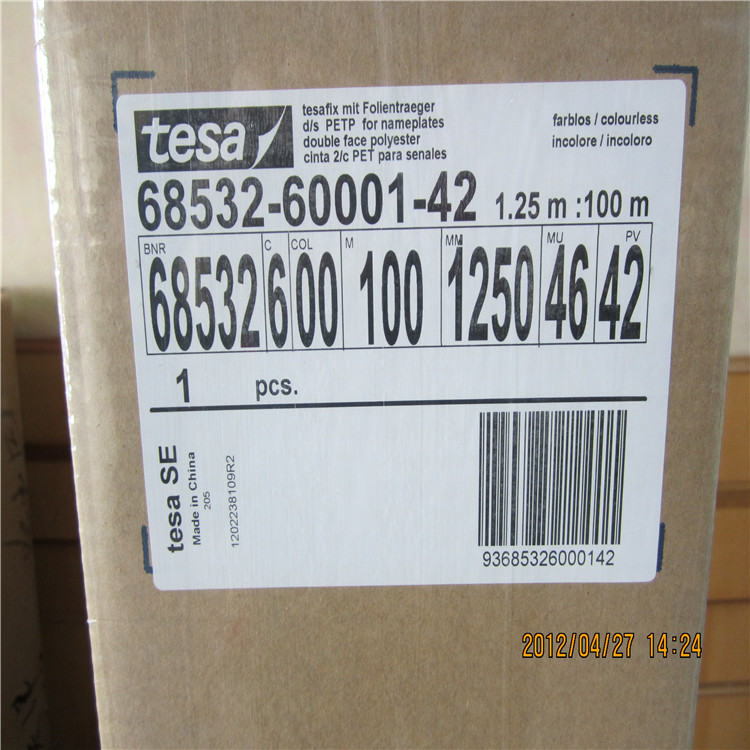 tesa
tesafix mit Folientraeger
d/s PETP for nameplates
double face polyester
cinta 2/c PET para senales
farblos / colourless
incolore / incoloro
68532-60001-42 1.25 m :100 m
BNR C COL M MM MU PV
68532 6 00 100 1250 46 42
1 pcs.
tesa SE
Made in China
205
1202238109R2
93685326000142
2012/04/27 14:24